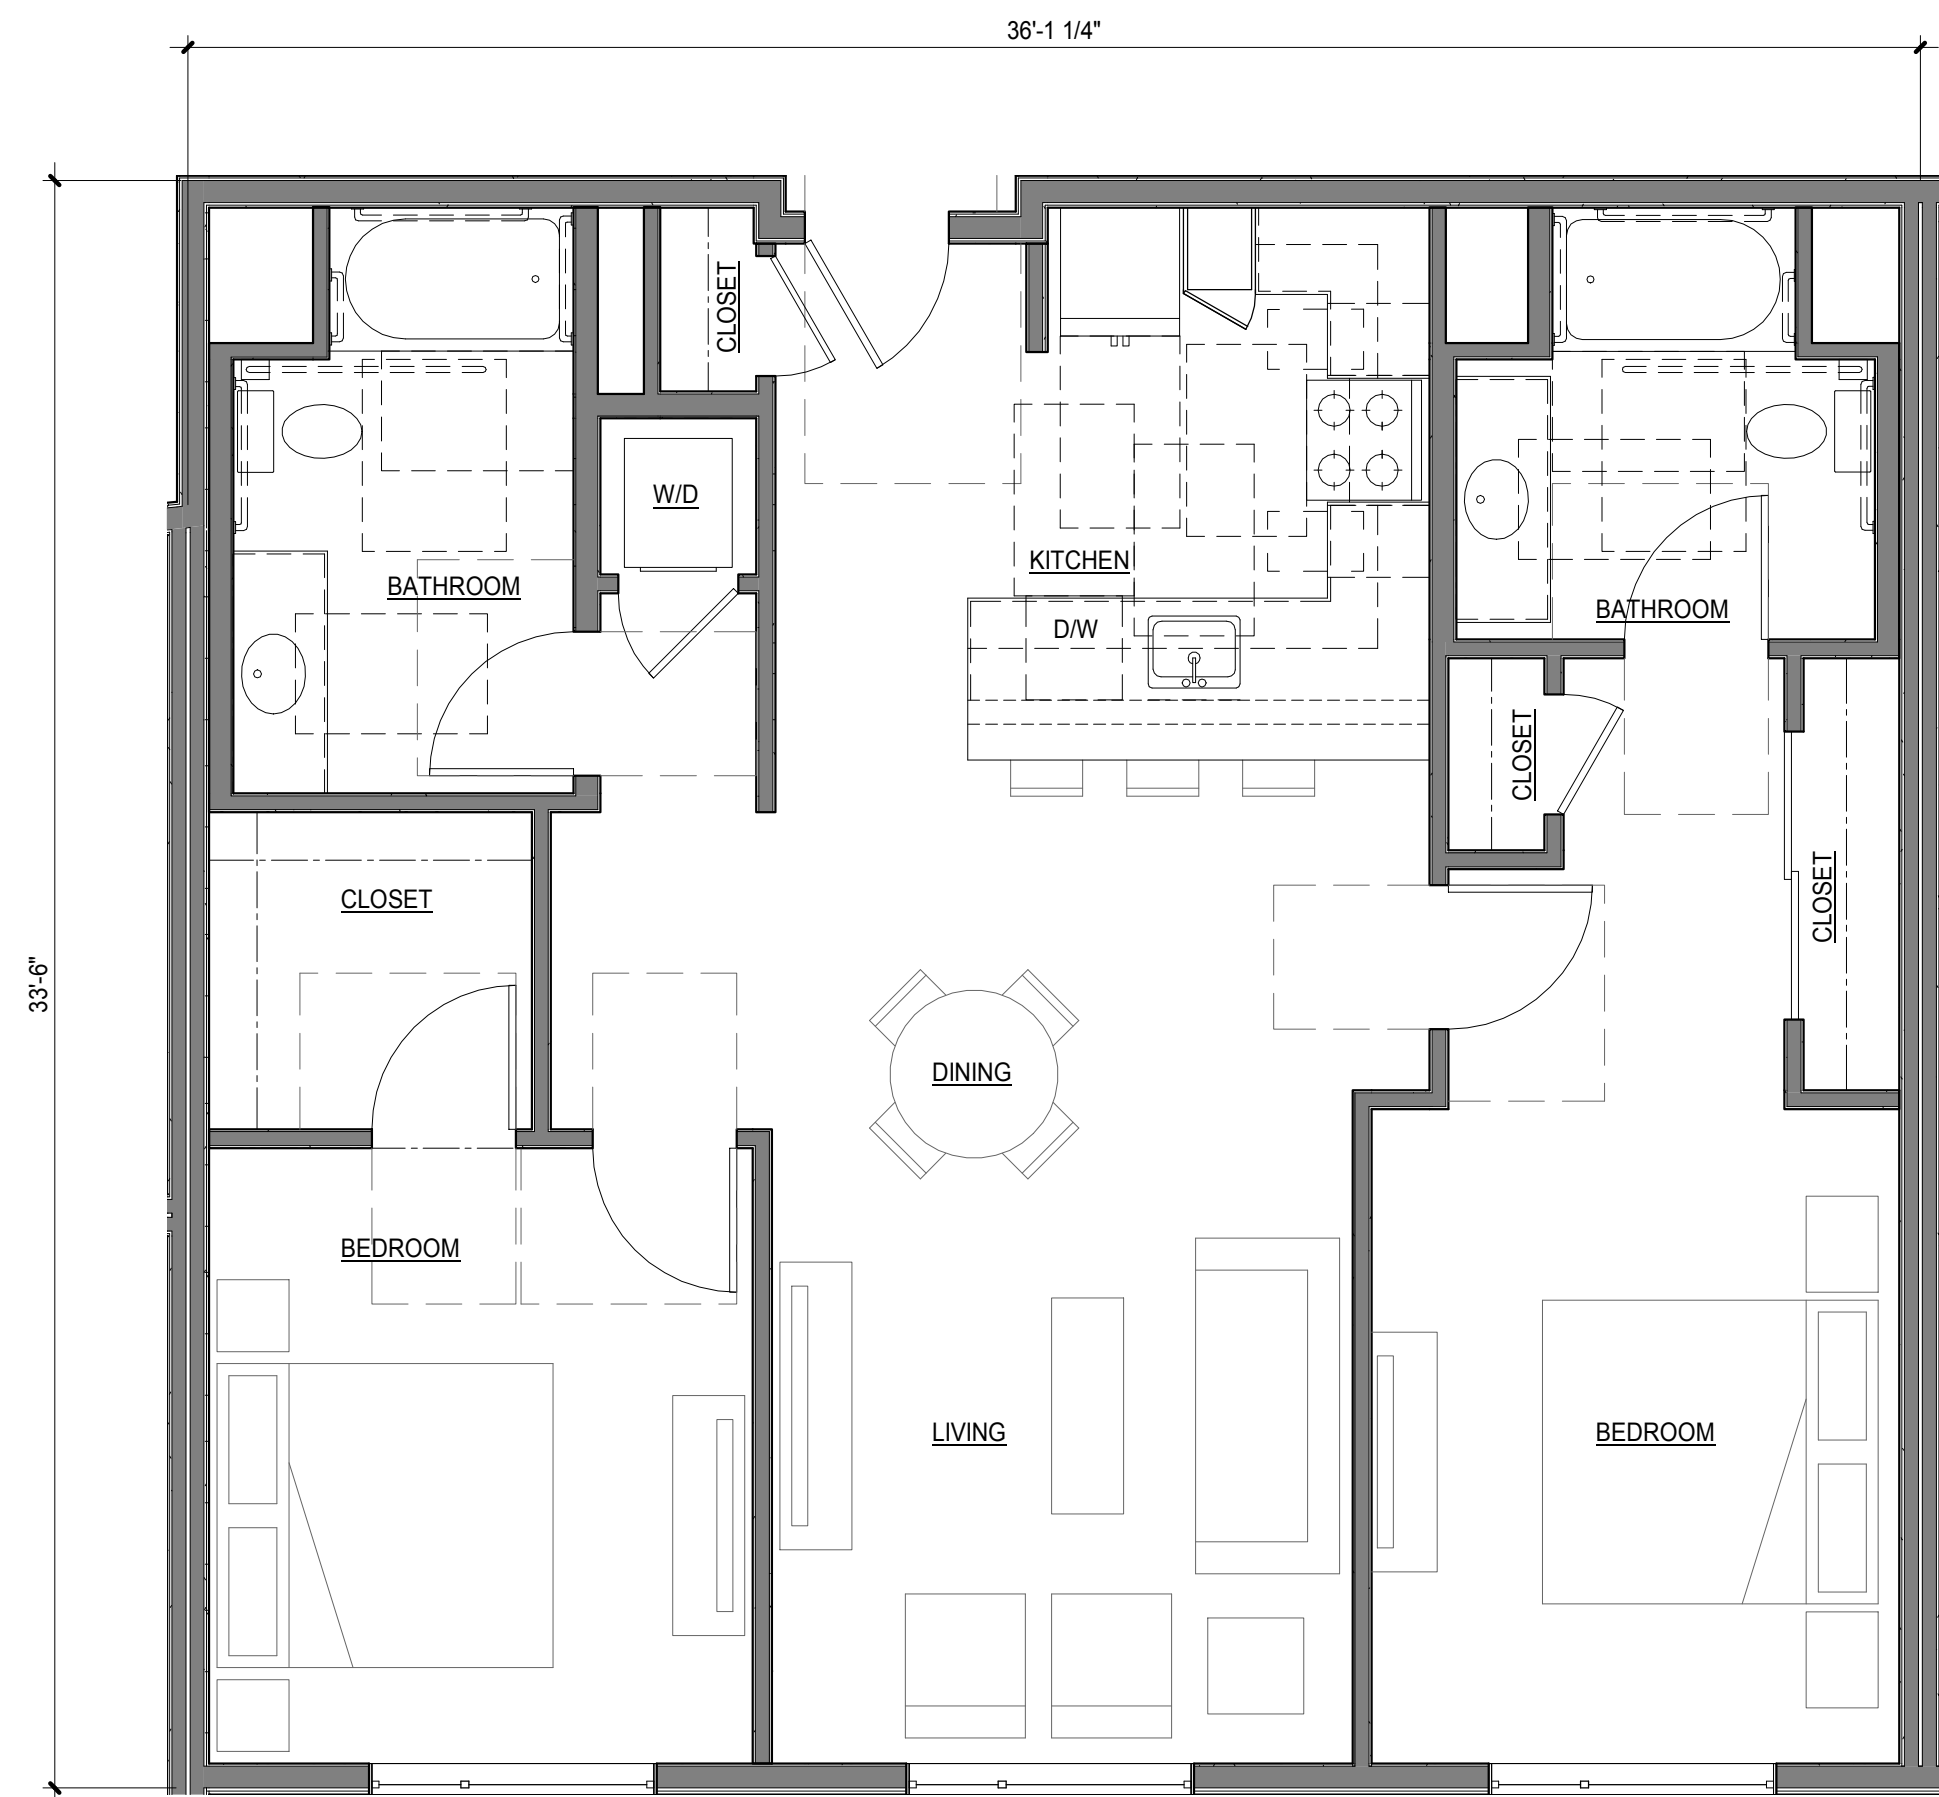 36'-1 1/4"
CLOSET
W/D
KITCHEN
BATHROOM
BATHROOM
D/W
CLOSET
CLOSET
CLOSET
33'-6"
DINING
BEDROOM
LIVING
BEDROOM